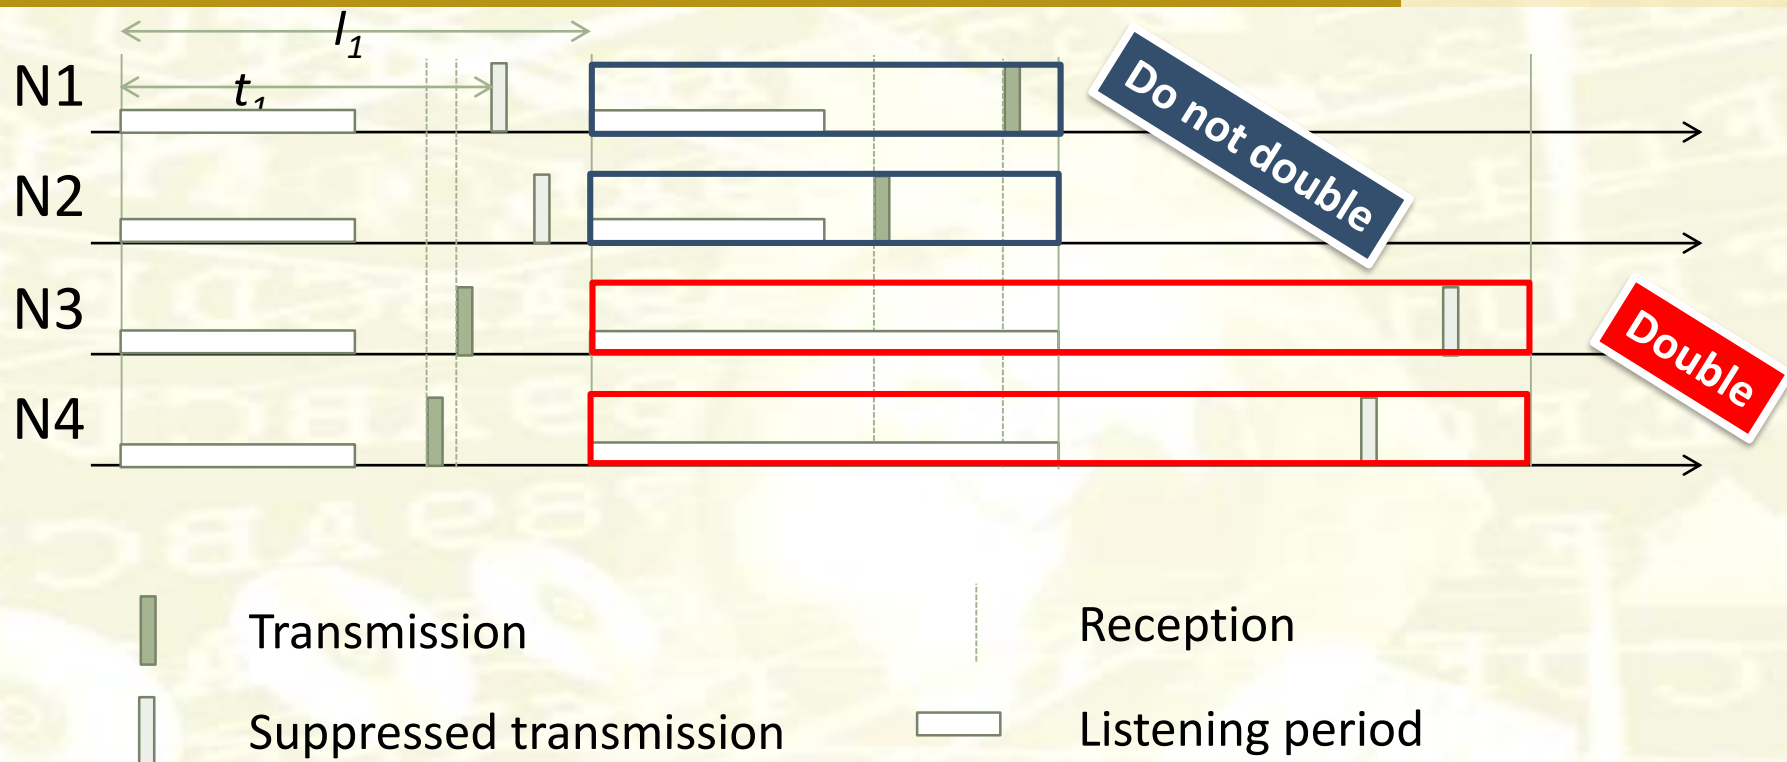 I1
N1
t1
Do not double
N2
N3
Double
N4
Transmission
Reception
Suppressed transmission
Listening period